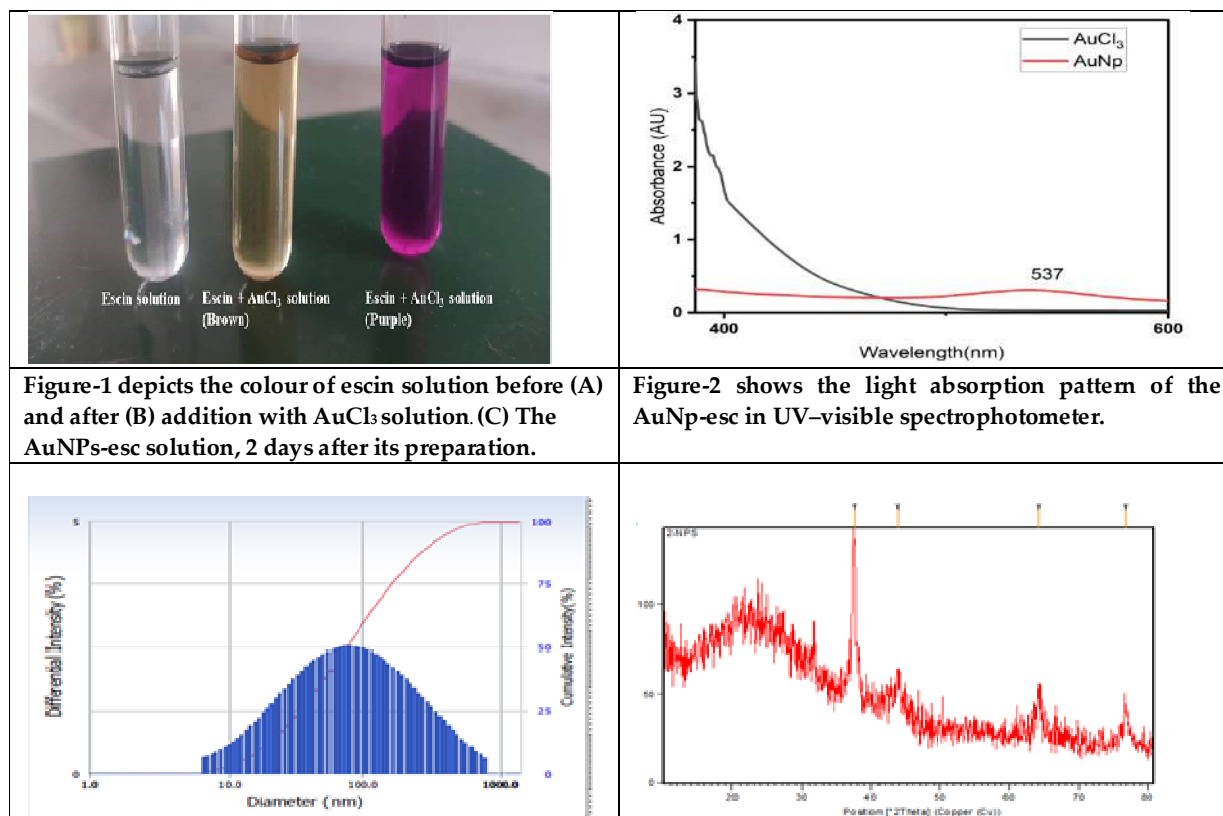 Escin solution
Escin + AuCl₃ solution
(Brown)
Escin + AuCl₃ solution
(Purple)
AuCl₃
AuNp
4
3
2
1
0
537
400
600
Absorbance (AU)
Wavelength(nm)
Figure-1 depicts the colour of escin solution before (A)
and after (B) addition with AuCl₃ solution. (C) The
AuNPs-esc solution, 2 days after its preparation.
Figure-2 shows the light absorption pattern of the
AuNp-esc in UV–visible spectrophotometer.
5
0
Differential Intensity (%)
100
75
50
25
0
Cumulative Intensity(%)
1.0
10.0
100.0
1000.0
Diameter (nm)
2-NPS
100
50
0
20
30
40
50
60
70
80
Position [°2Theta] (Copper (Cu))